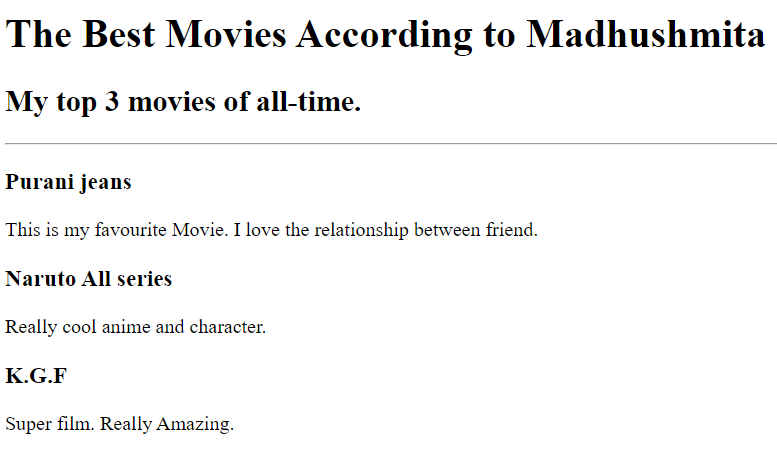 The Best Movies According to Madhushmita
My top 3 movies of all-time.
Purani jeans
This is my favourite Movie. I love the relationship between friend.
Naruto All series
Really cool anime and character.
K.G.F
Super film. Really Amazing.